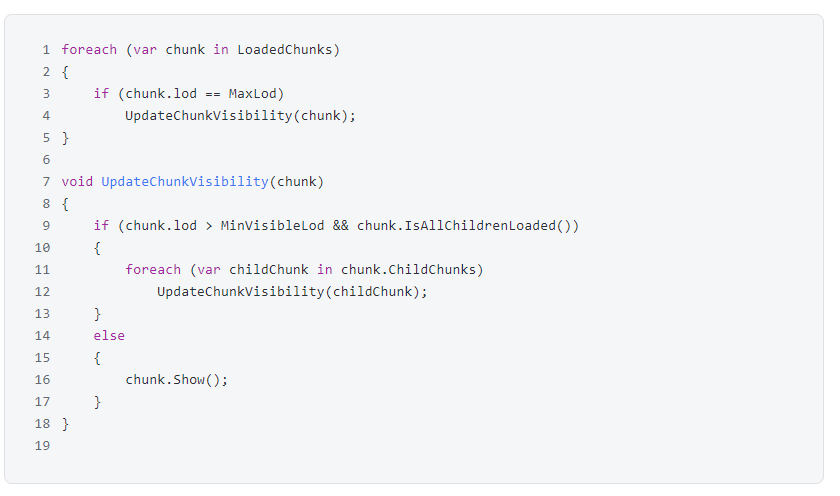 1 foreach (var chunk in LoadedChunks)
2 {
3     if (chunk.lod == MaxLod)
4         UpdateChunkVisibility(chunk);
5 }
6
7 void UpdateChunkVisibility(chunk)
8 {
9     if (chunk.lod > MinVisibleLod && chunk.IsAllChildrenLoaded())
10     {
11         foreach (var childChunk in chunk.ChildChunks)
12             UpdateChunkVisibility(childChunk);
13     }
14     else
15     {
16         chunk.Show();
17     }
18 }
19